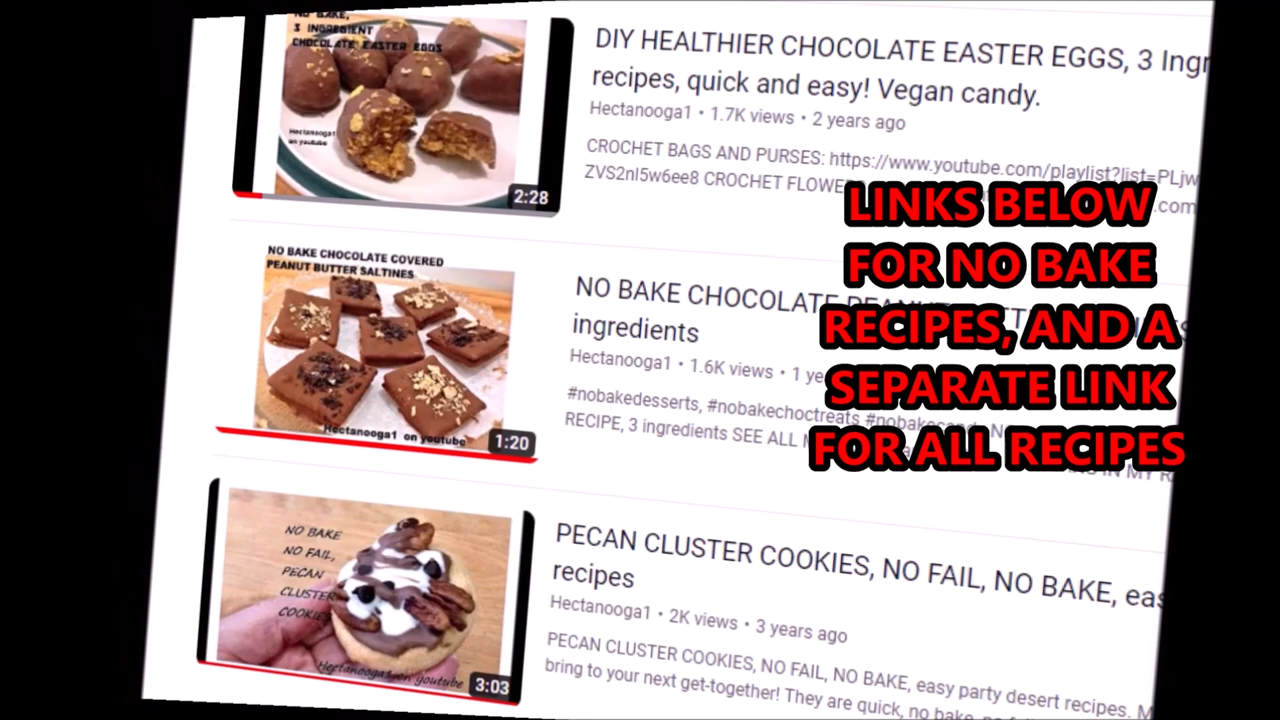 NO BAKE,
3 INGREDIENT
CHOCOLATE EASTER EGGS
Hectanooga1
on youtube
2:28
DIY HEALTHIER CHOCOLATE EASTER EGGS, 3 Ingr
recipes, quick and easy! Vegan candy.
Hectanooga1 • 1.7K views • 2 years ago
CROCHET BAGS AND PURSES: https://www.youtube.com/playlist?list=PLjw
ZVS2nI5w6ee8 CROCHET FLOWE
.com
LINKS BELOW
FOR NO BAKE
RECIPES, AND A
SEPARATE LINK
FOR ALL RECIPES
NO BAKE CHOCOLATE COVERED
PEANUT BUTTER SALTINES
Hectanooga1 on youtube
1:20
NO BAKE CHOCOLATE
ingredients
Hectanooga1 • 1.6K views • 1 ye
#nobakedesserts, #nobakechoctreats
RECIPE, 3 ingredients SEE ALL
NO BAKE
NO FAIL,
PECAN
CLUSTER
COOKIES
Hectanooga1 on youtube
3:03
PECAN CLUSTER COOKIES, NO FAIL, NO BAKE, eas
recipes
Hectanooga1 • 2K views • 3 years ago
PECAN CLUSTER COOKIES, NO FAIL, NO BAKE, easy party desert recipes. M
bring to your next get-together! They are quick, no bake,